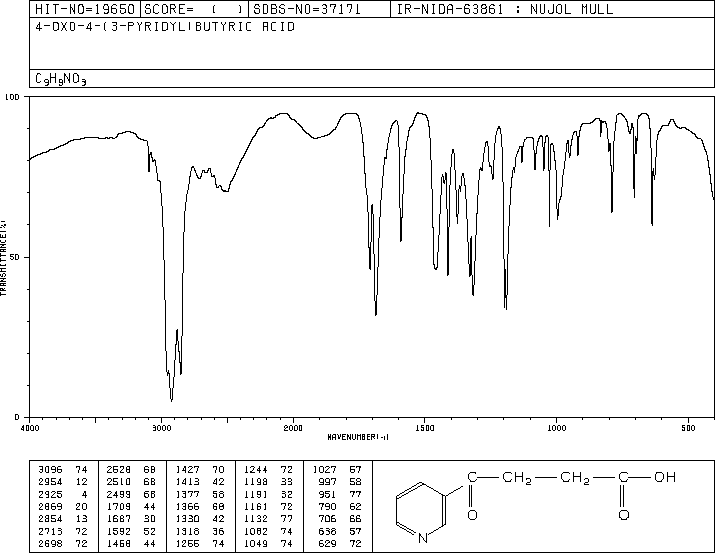 HIT-NO=19650 SCORE= ( ) SDBS-NO=37171 IR-NIDA-63861 : NUJOL MULL
4-OXO-4-(3-PYRIDYL)BUTYRIC ACID
C9H9NO3
100
TRANSMITTANCE(%)
50
0
4000 3000 2000 1500 1000 500
WAVENUMBER(-1)
3096 74 2528 68 1427 70 1244 72 1027 57
2954 12 2510 68 1413 42 1198 33 997 58
2925 4 2499 68 1377 58 1191 32 951 77
2869 20 1709 44 1366 68 1161 72 790 62
2854 13 1687 30 1330 42 1132 77 706 66
2713 72 1592 52 1318 36 1082 74 638 57
2698 72 1458 44 1255 74 1049 74 629 72
C CH2 CH2 C OH
O O
N